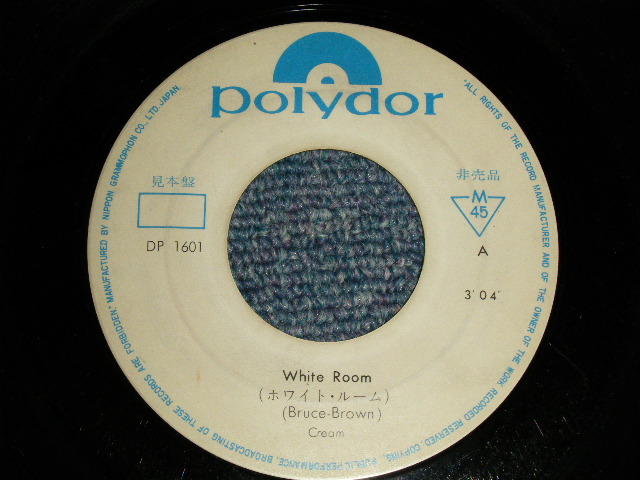 polydor
見本盤
非売品
M
45
DP 1601
A
3'04"
White Room
(ホワイト・ルーム)
(Bruce-Brown)
Cream
"ALL RIGHTS OF THE RECORD MANUFACTURER AND OF THE OWNER OF THE WORK RECORDED RESERVED. COPYING, PUBLIC PERFORMANCE, BROADCASTING OF THESE RECORDS ARE FORBIDDEN." MANUFACTURED BY NIPPON GRAMMOPHON CO., LTD. JAPAN.